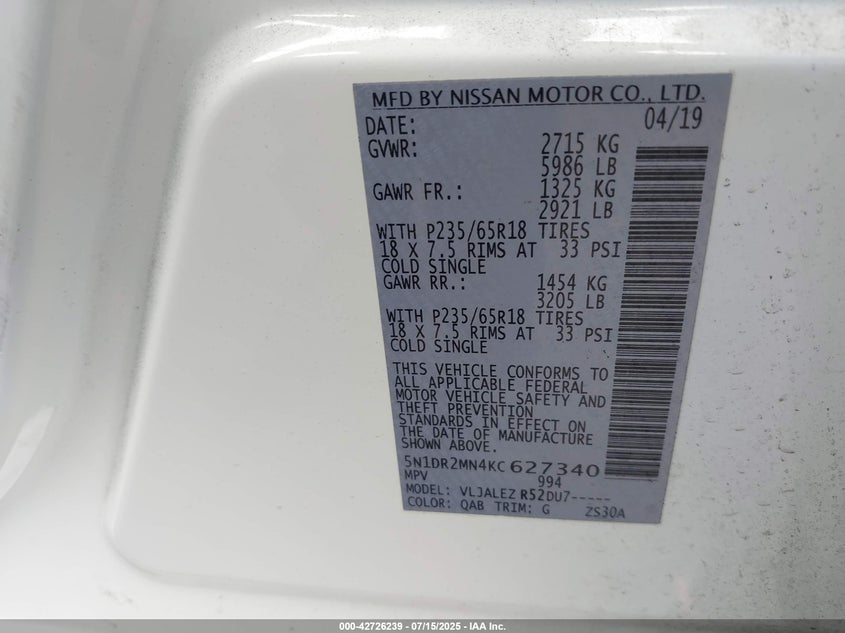 MFD BY NISSAN MOTOR CO., LTD.
DATE: 04/19
GVWR: 2715 KG
5986 LB
GAWR FR.: 1325 KG
2921 LB
WITH P235/65R18 TIRES
18 X 7.5 RIMS AT 33 PSI
COLD SINGLE
GAWR RR.: 1454 KG
3205 LB
WITH P235/65R18 TIRES
18 X 7.5 RIMS AT 33 PSI
COLD SINGLE
THIS VEHICLE CONFORMS TO
ALL APPLICABLE FEDERAL
MOTOR VEHICLE SAFETY AND
THEFT PREVENTION
STANDARDS IN EFFECT ON
THE DATE OF MANUFACTURE
SHOWN ABOVE.
5N1DR2MN4KC627340
MPV 994
MODEL: VLJALEZ R52DU7-----
COLOR: QAB TRIM: G ZS30A
000-42726239 - 07/15/2025 - IAA Inc.